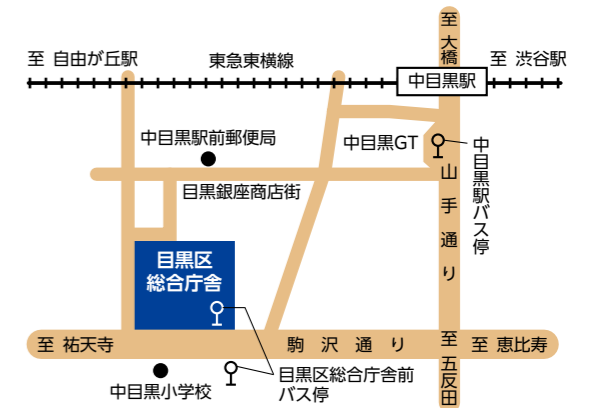 至 大橋
至 自由が丘駅
東急東横線
至 渋谷駅
中目黒駅
中目黒駅前郵便局
中目黒GT
中目黒駅バス停
目黒銀座商店街
山手通り
目黒区
総合庁舎
至 祐天寺
駒沢通り
至 五反田
至 恵比寿
中目黒小学校
目黒区総合庁舎前
バス停